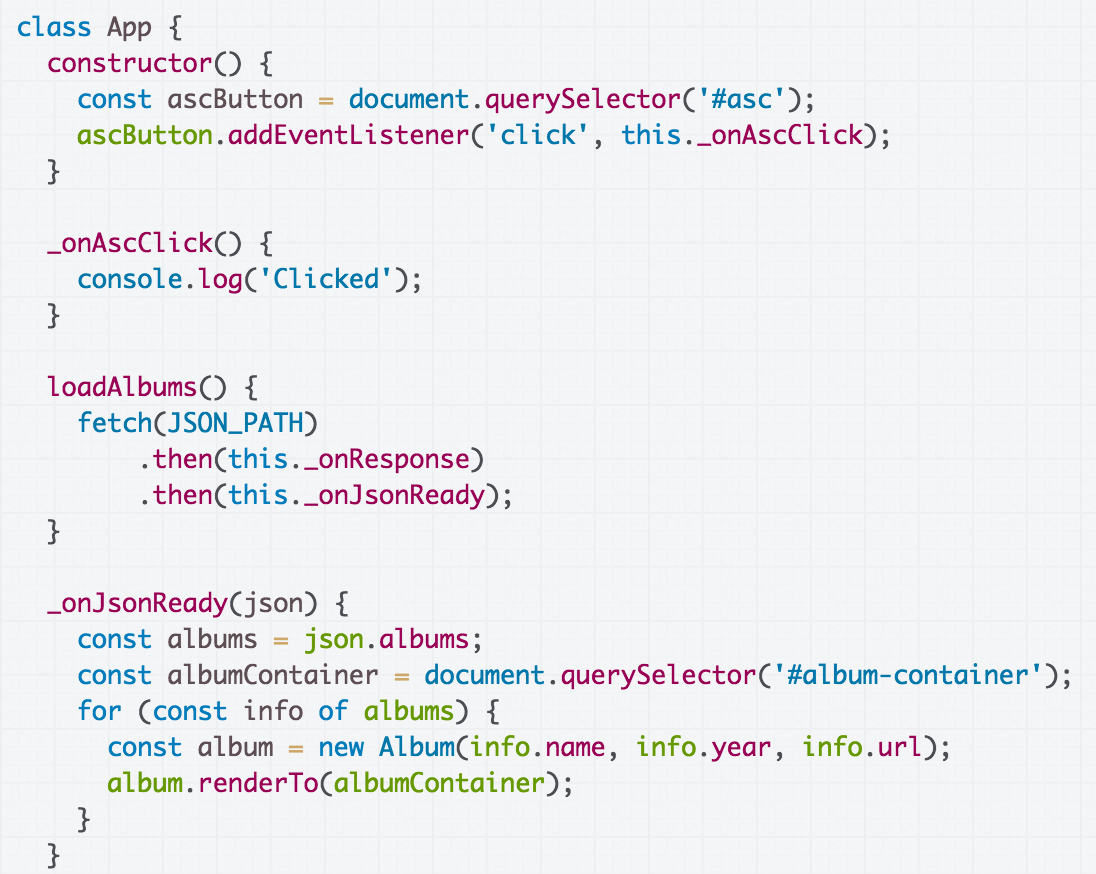 class App {
  constructor() {
    const ascButton = document.querySelector('#asc');
    ascButton.addEventListener('click', this._onAscClick);
  }

  _onAscClick() {
    console.log('Clicked');
  }

  loadAlbums() {
    fetch(JSON_PATH)
        .then(this._onResponse)
        .then(this._onJsonReady);
  }

  _onJsonReady(json) {
    const albums = json.albums;
    const albumContainer = document.querySelector('#album-container');
    for (const info of albums) {
      const album = new Album(info.name, info.year, info.url);
      album.renderTo(albumContainer);
    }
  }